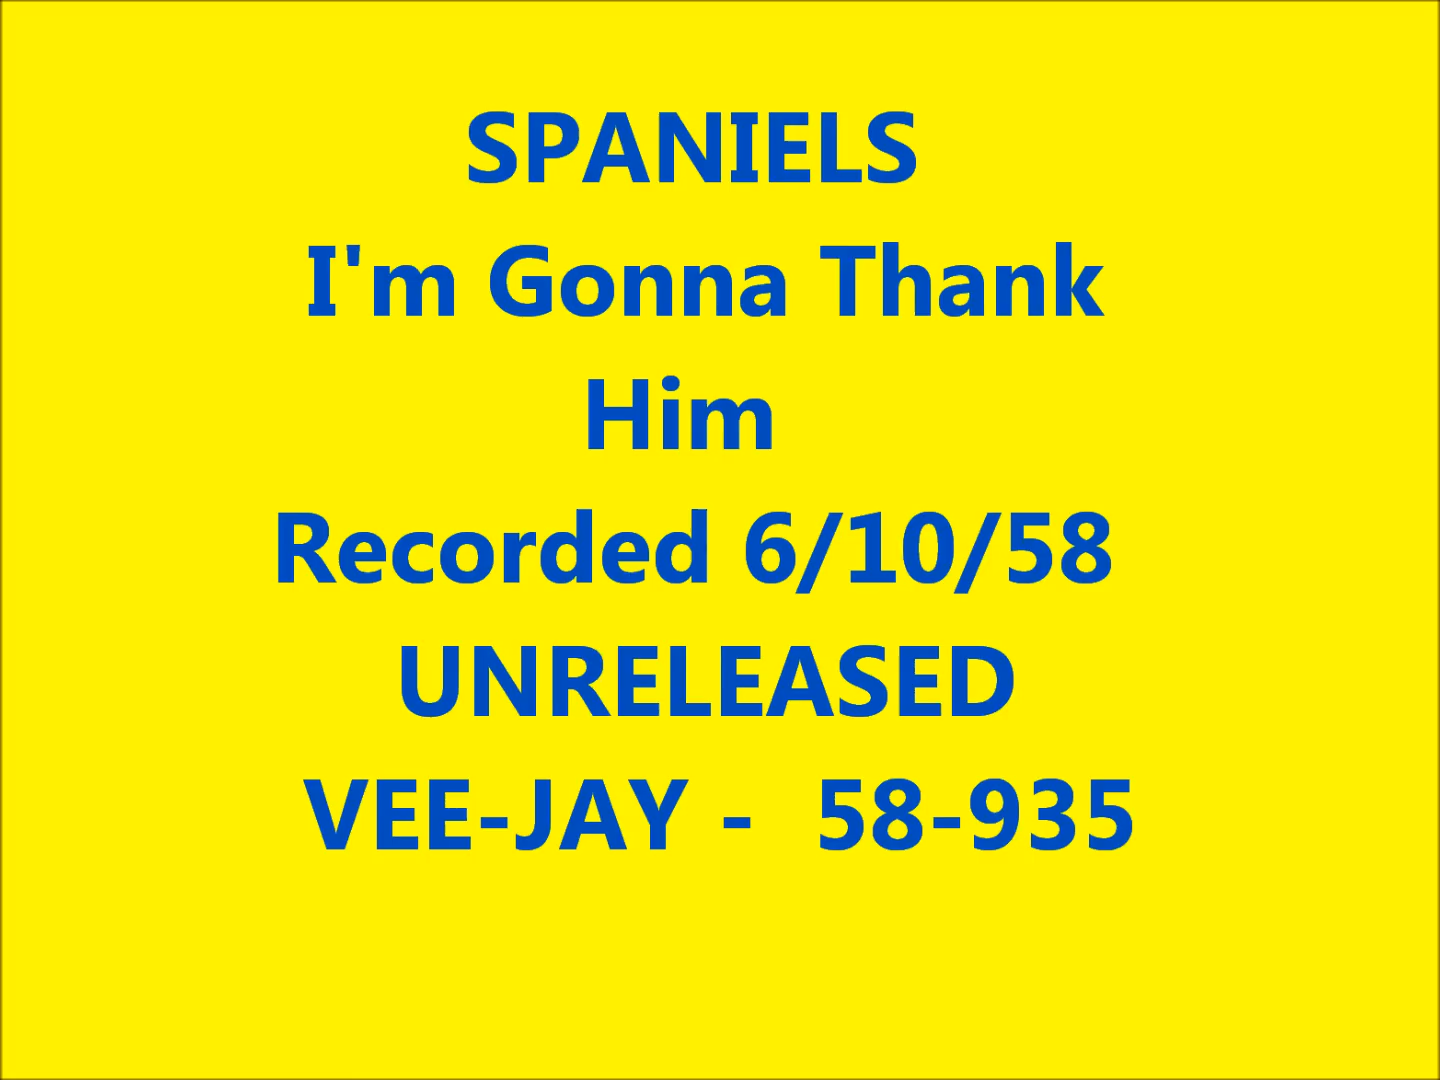 SPANIELS
I'm Gonna Thank
Him
Recorded 6/10/58
UNRELEASED
VEE-JAY -  58-935